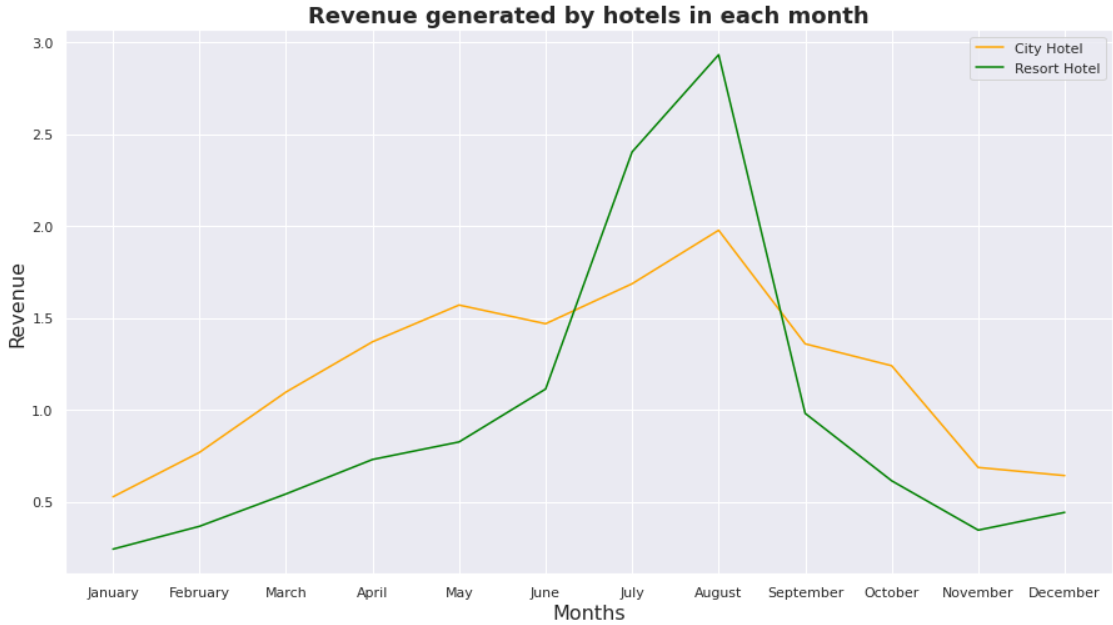 Revenue generated by hotels in each month
City Hotel
Resort Hotel
3.0
2.5
2.0
1.5
1.0
0.5
Revenue
January February March April May June July August September October November December
Months